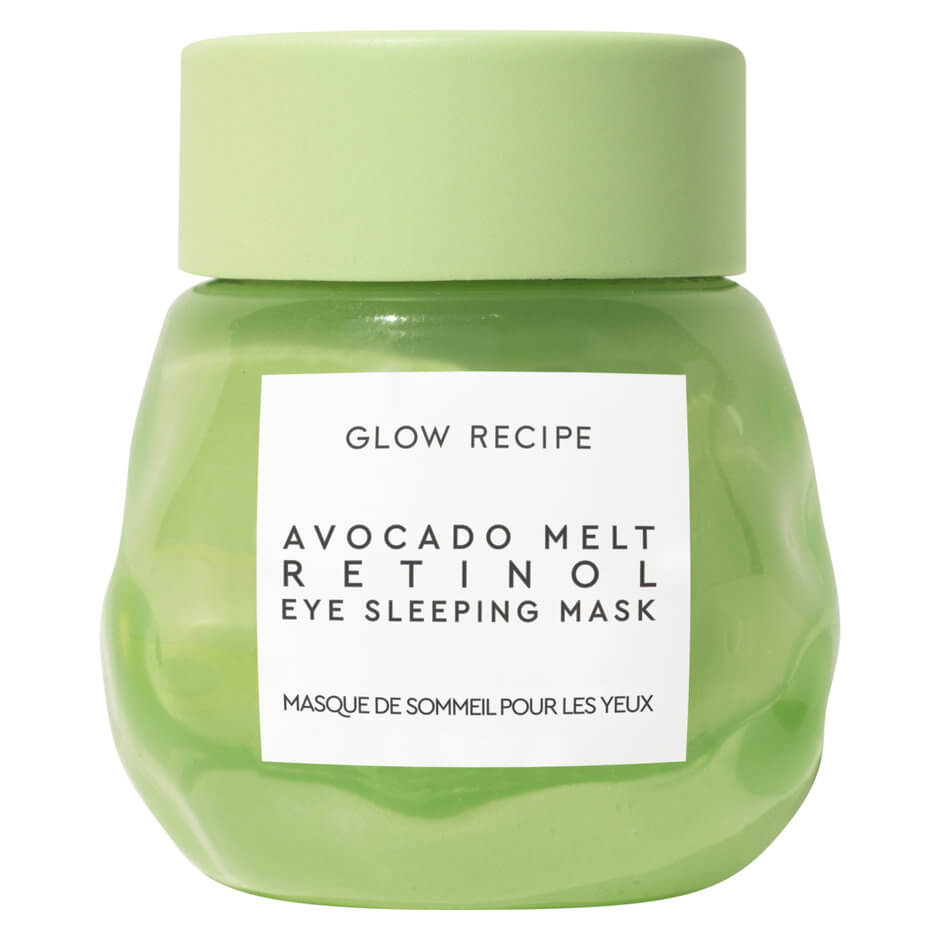 GLOW RECIPE
AVOCADO MELT
RETINOL
EYE SLEEPING MASK
MASQUE DE SOMMEIL POUR LES YEUX